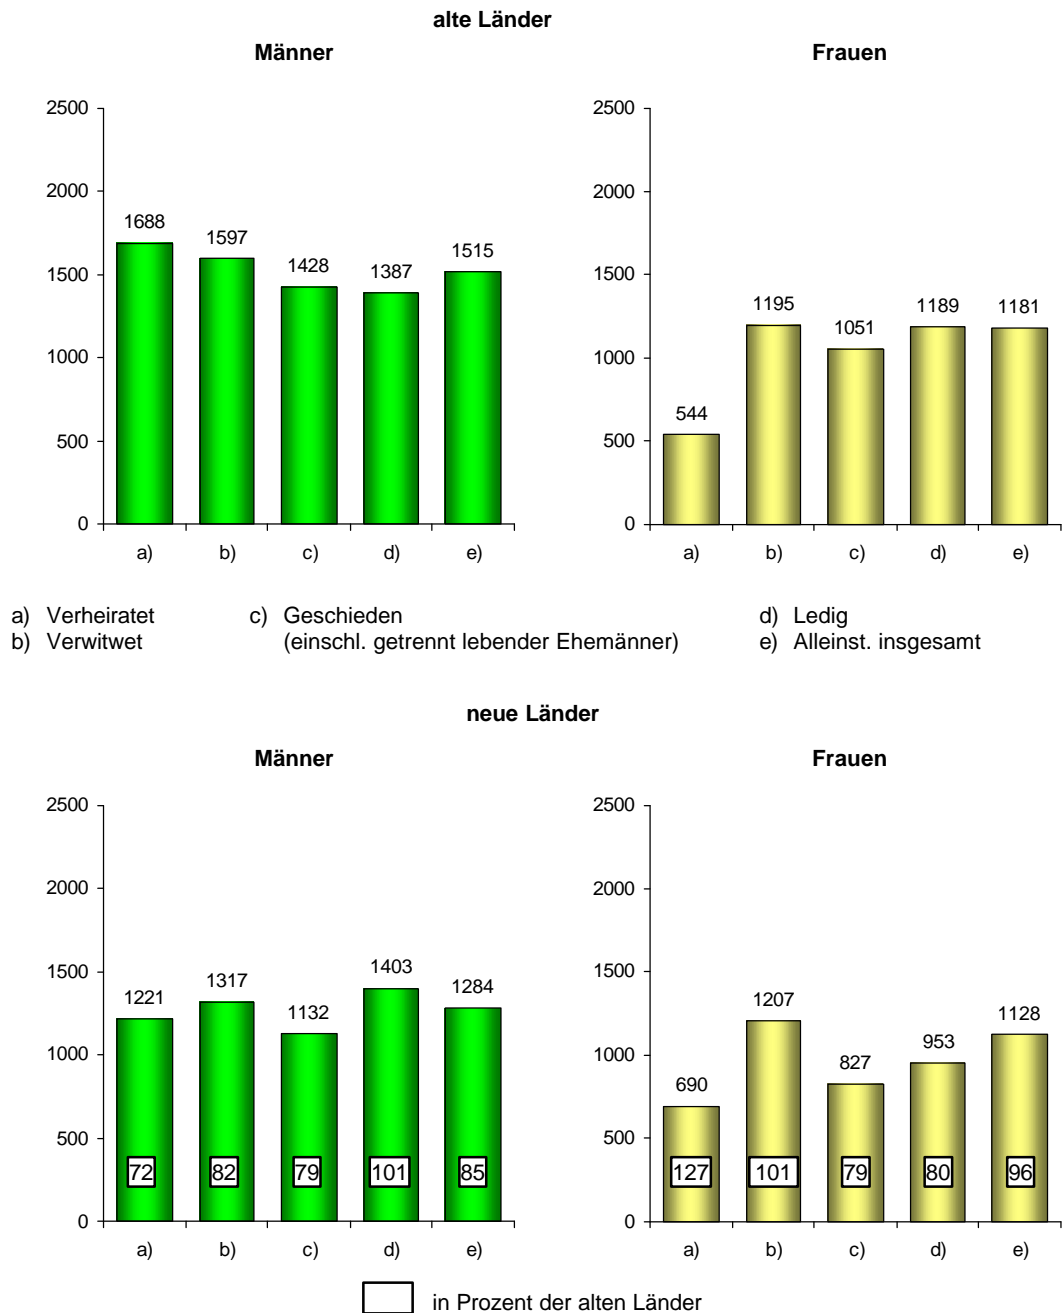 alte Länder
Männer
Frauen
2500
2000
1500
1000
500
0
1688
1597
1428
1387
1515
a) b) c) d) e)
2500
2000
1500
1000
500
0
544
1195
1051
1189
1181
a) b) c) d) e)
a) Verheiratet c) Geschieden d) Ledig
b) Verwitwet (einschl. getrennt lebender Ehemänner) e) Alleinst. insgesamt
neue Länder
Männer
Frauen
2500
2000
1500
1000
500
0
1221
1317
1132
1403
1284
72 82 79 101 85
a) b) c) d) e)
2500
2000
1500
1000
500
0
690
1207
827
953
1128
127 101 79 80 96
a) b) c) d) e)
in Prozent der alten Länder